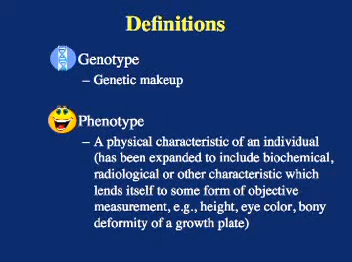 Definitions
Genotype
– Genetic makeup
Phenotype
– A physical characteristic of an individual
(has been expanded to include biochemical,
radiological or other characteristic which
lends itself to some form of objective
measurement, e.g., height, eye color, bony
deformity of a growth plate)